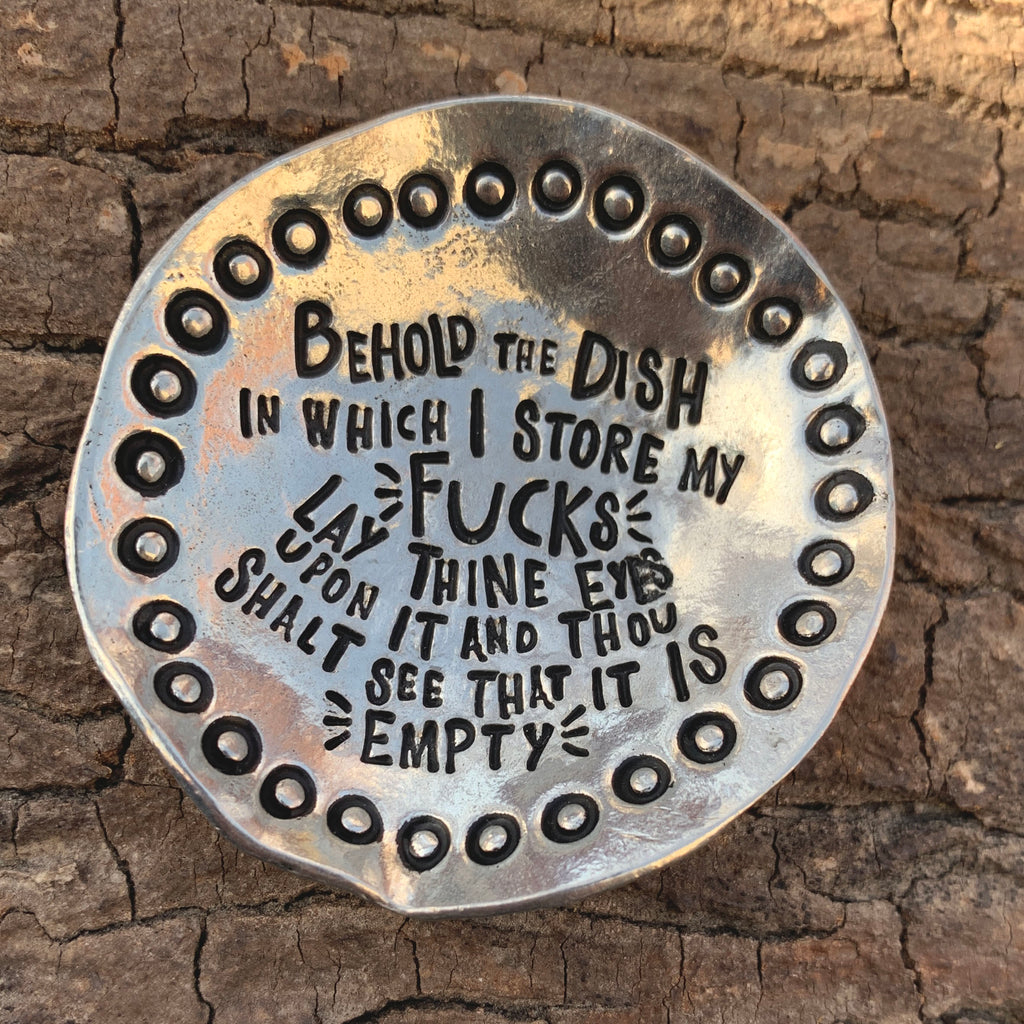 BEHOLD THE DISH
IN WHICH I STORE MY
FUCKS
LAY THINE EYES
UPON IT AND THOU
SHALT SEE THAT IT IS
EMPTY